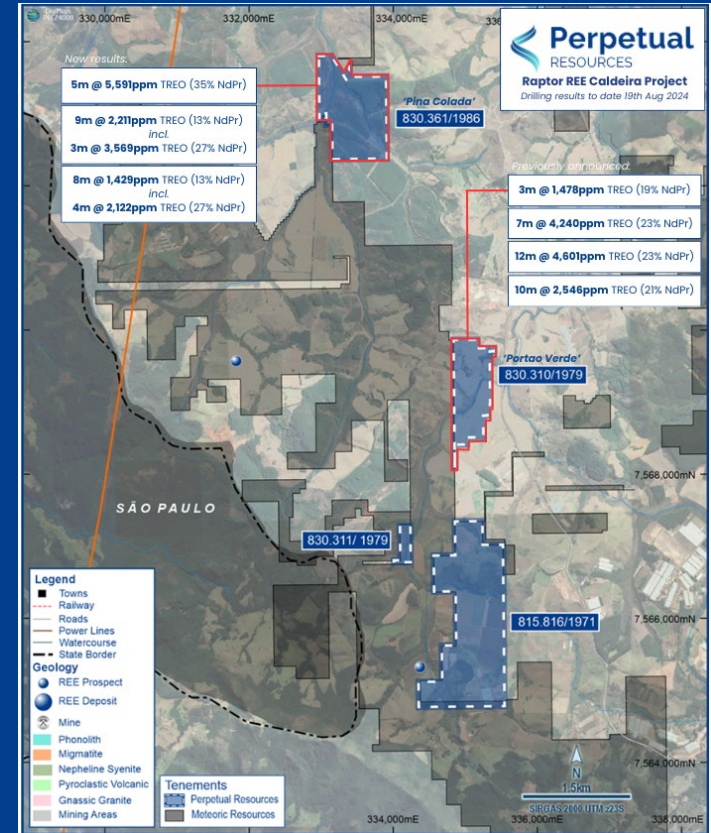 330,000mE
332,000mE
334,000mE
Perpetual
RESOURCES
Raptor REE Caldeira Project
Drilling results to date 19th Aug 2024
New results:
5m @ 5,591ppm TREO (35% NdPr)
9m @ 2,211ppm TREO (13% NdPr)
incl.
3m @ 3,569ppm TREO (27% NdPr)
8m @ 1,429ppm TREO (13% NdPr)
incl.
4m @ 2,122ppm TREO (27% NdPr)
'Pina Colada'
830.361/1986
Previously announced:
3m @ 1,478ppm TREO (19% NdPr)
7m @ 4,240ppm TREO (23% NdPr)
12m @ 4,601ppm TREO (23% NdPr)
10m @ 2,546ppm TREO (21% NdPr)
'Portao Verde'
830.310/1979
7,568,000mN
SÃO PAULO
830.311/ 1979
815.816/1971
7,566,000mN
7,564,000mN
Legend
Towns
Railway
Roads
Power Lines
Watercourse
State Border
Geology
REE Prospect
REE Deposit
Mine
Phonolith
Migmatite
Nepheline Syenite
Pyroclastic Volcanic
Gnassic Granite
Mining Areas
Tenements
Perpetual Resources
Meteoric Resources
N
1.5km
SIRGAS 2000 UTM z23S
334,000mE
336,000mE
338,000mE